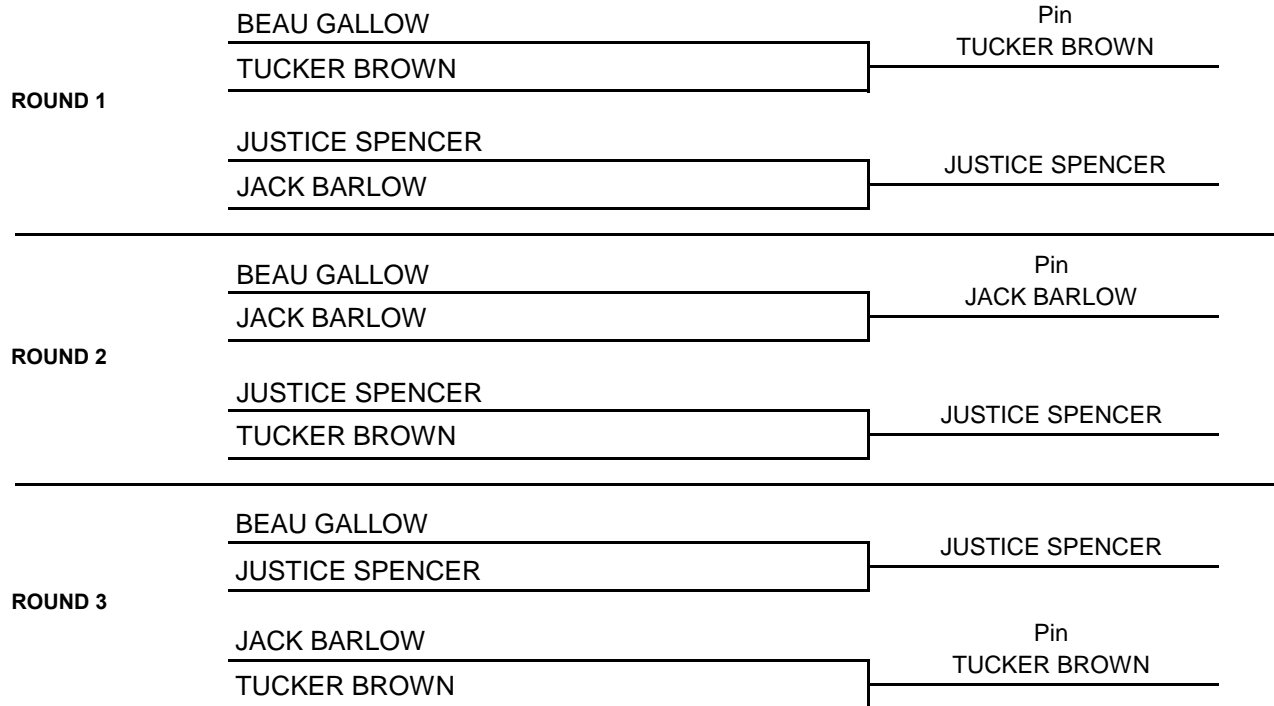 BEAU GALLOW
Pin
TUCKER BROWN
TUCKER BROWN
ROUND 1
JUSTICE SPENCER
JUSTICE SPENCER
JACK BARLOW
BEAU GALLOW
Pin
JACK BARLOW
JACK BARLOW
ROUND 2
JUSTICE SPENCER
JUSTICE SPENCER
TUCKER BROWN
BEAU GALLOW
JUSTICE SPENCER
JUSTICE SPENCER
ROUND 3
JACK BARLOW
Pin
TUCKER BROWN
TUCKER BROWN